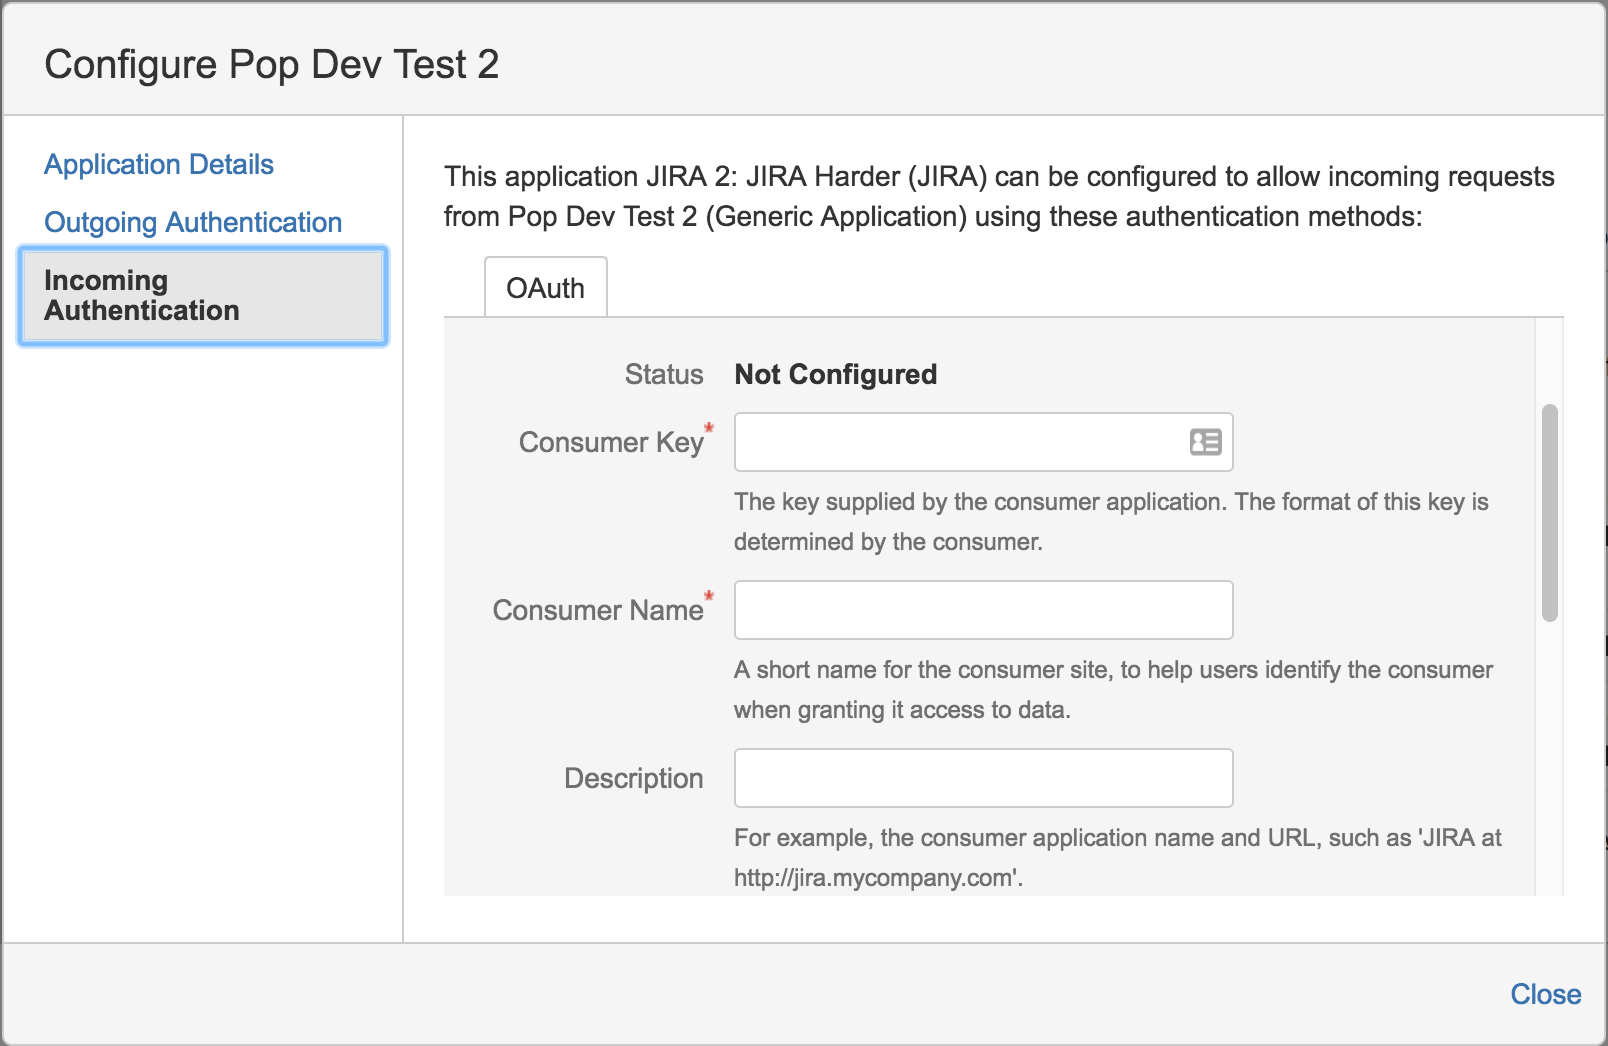 Configure Pop Dev Test 2
Application Details
Outgoing Authentication
Incoming
Authentication
This application JIRA 2: JIRA Harder (JIRA) can be configured to allow incoming requests
from Pop Dev Test 2 (Generic Application) using these authentication methods:
OAuth
Status Not Configured
Consumer Key*
The key supplied by the consumer application. The format of this key is
determined by the consumer.
Consumer Name*
A short name for the consumer site, to help users identify the consumer
when granting it access to data.
Description
For example, the consumer application name and URL, such as 'JIRA at
http://jira.mycompany.com'.
Close